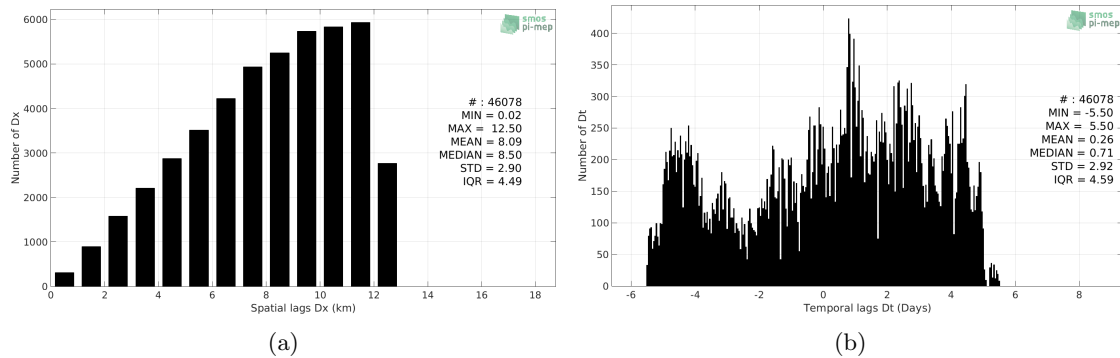 smos
pi-mep
6000
5000
4000
3000
2000
1000
0
Number of Dx
# : 46078
MIN = 0.02
MAX = 12.50
MEAN = 8.09
MEDIAN = 8.50
STD = 2.90
IQR = 4.49
0 2 4 6 8 10 12 14 16 18
Spatial lags Dx (km)
(a)
smos
pi-mep
400
350
300
250
200
150
100
50
0
Number of Dt
# : 46078
MIN = -5.50
MAX = 5.50
MEAN = 0.26
MEDIAN = 0.71
STD = 2.92
IQR = 4.59
-6 -4 -2 0 2 4 6 8
Temporal lags Dt (Days)
(b)